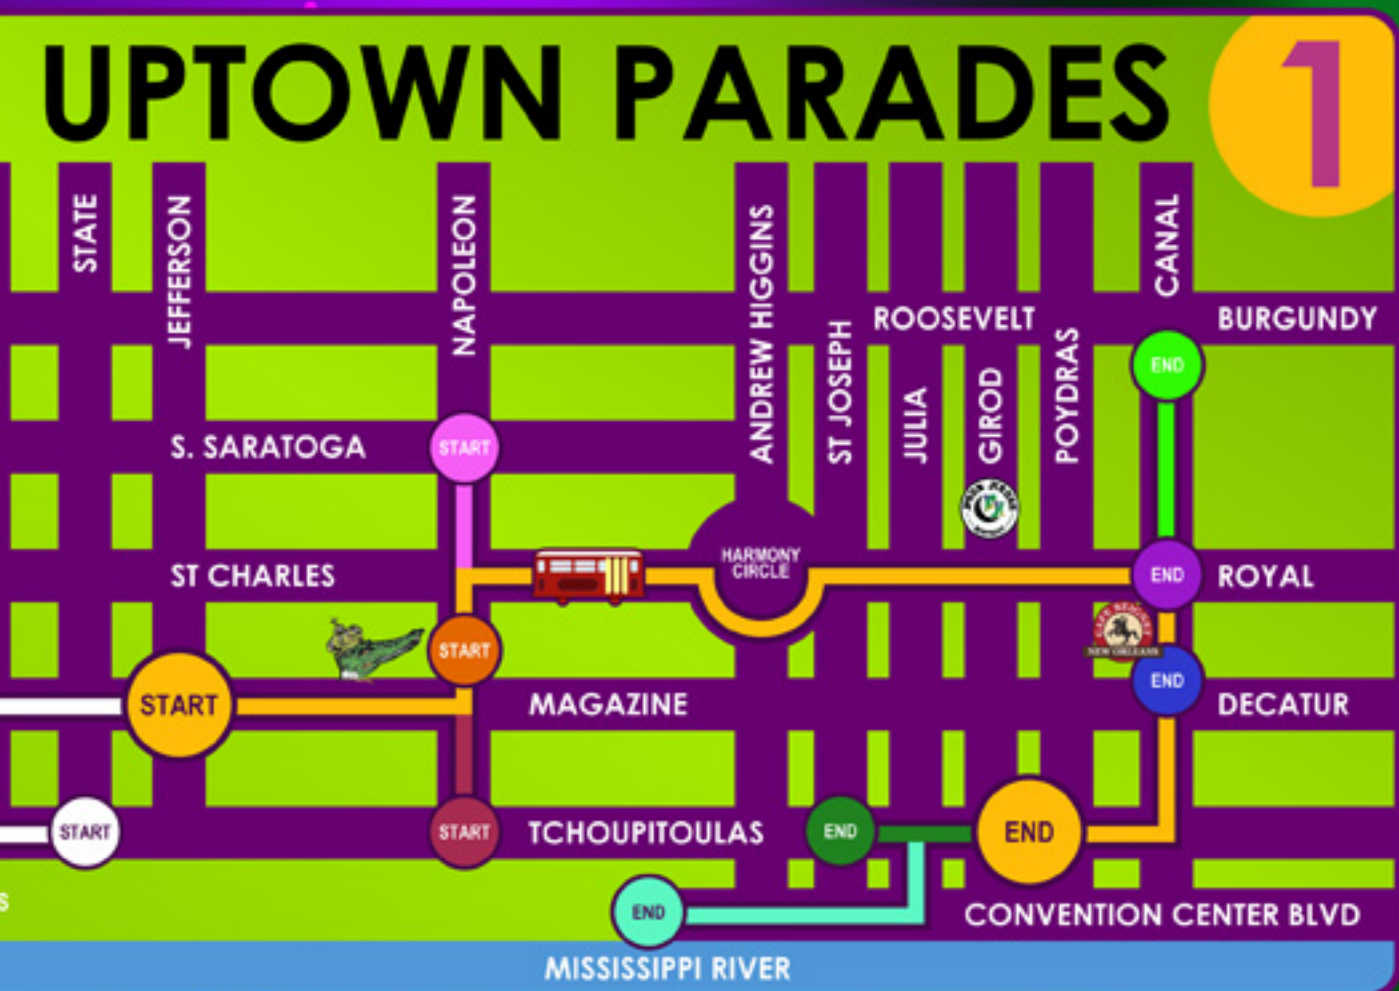 UPTOWN PARADES
1
STATE
JEFFERSON
NAPOLEON
ANDREW HIGGINS
ST JOSEPH
JULIA
GIROD
POYDRAS
CANAL
ROOSEVELT
BURGUNDY
END
S. SARATOGA
START
ST CHARLES
HARMONY
CIRCLE
END
ROYAL
START
NEW ORLEANS
END
START
MAGAZINE
DECATUR
START
START
TCHOUPITOULAS
END
END
S
END
CONVENTION CENTER BLVD
MISSISSIPPI RIVER